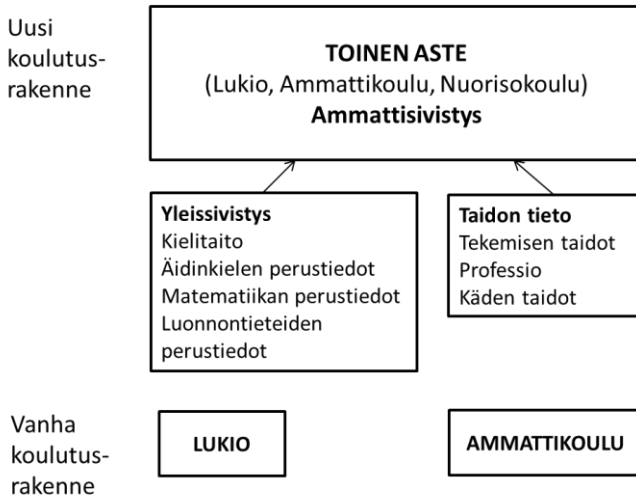 Uusi
koulutus-
rakenne
TOINEN ASTE
(Lukio, Ammattikoulu, Nuorisokoulu)
Ammattisivistys
Yleissivistys
Kielitaito
Äidinkielen perustiedot
Matematiikan perustiedot
Luonnontieteiden
perustiedot
Taidon tieto
Tekemisen taidot
Professio
Käden taidot
Vanha
koulutus-
rakenne
LUKIO
AMMATTIKOULU